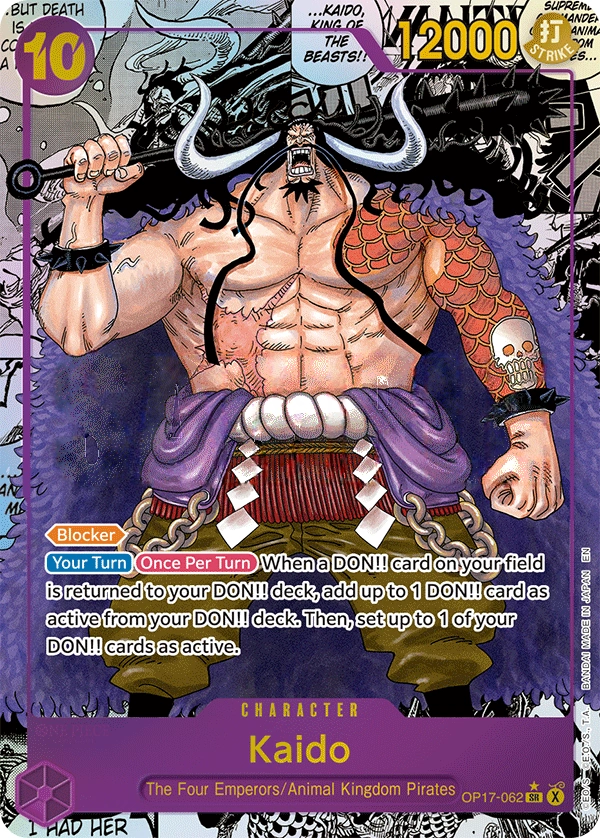 BUT DEATH
IS
...KAIDO,
KING OF
THE
BEASTS!!
SUPREME
10
12000
打
STRIKE
Blocker
Your Turn Once Per Turn When a DON!! card on your field
is returned to your DON!! deck, add up to 1 DON!! card as
active from your DON!! deck. Then, set up to 1 of your
DON!! cards as active.
BANDAI MADE IN JAPAN EN
CHARACTER
Kaido
The Four Emperors/Animal Kingdom Pirates
OP17-062 SR X
I HAD HER